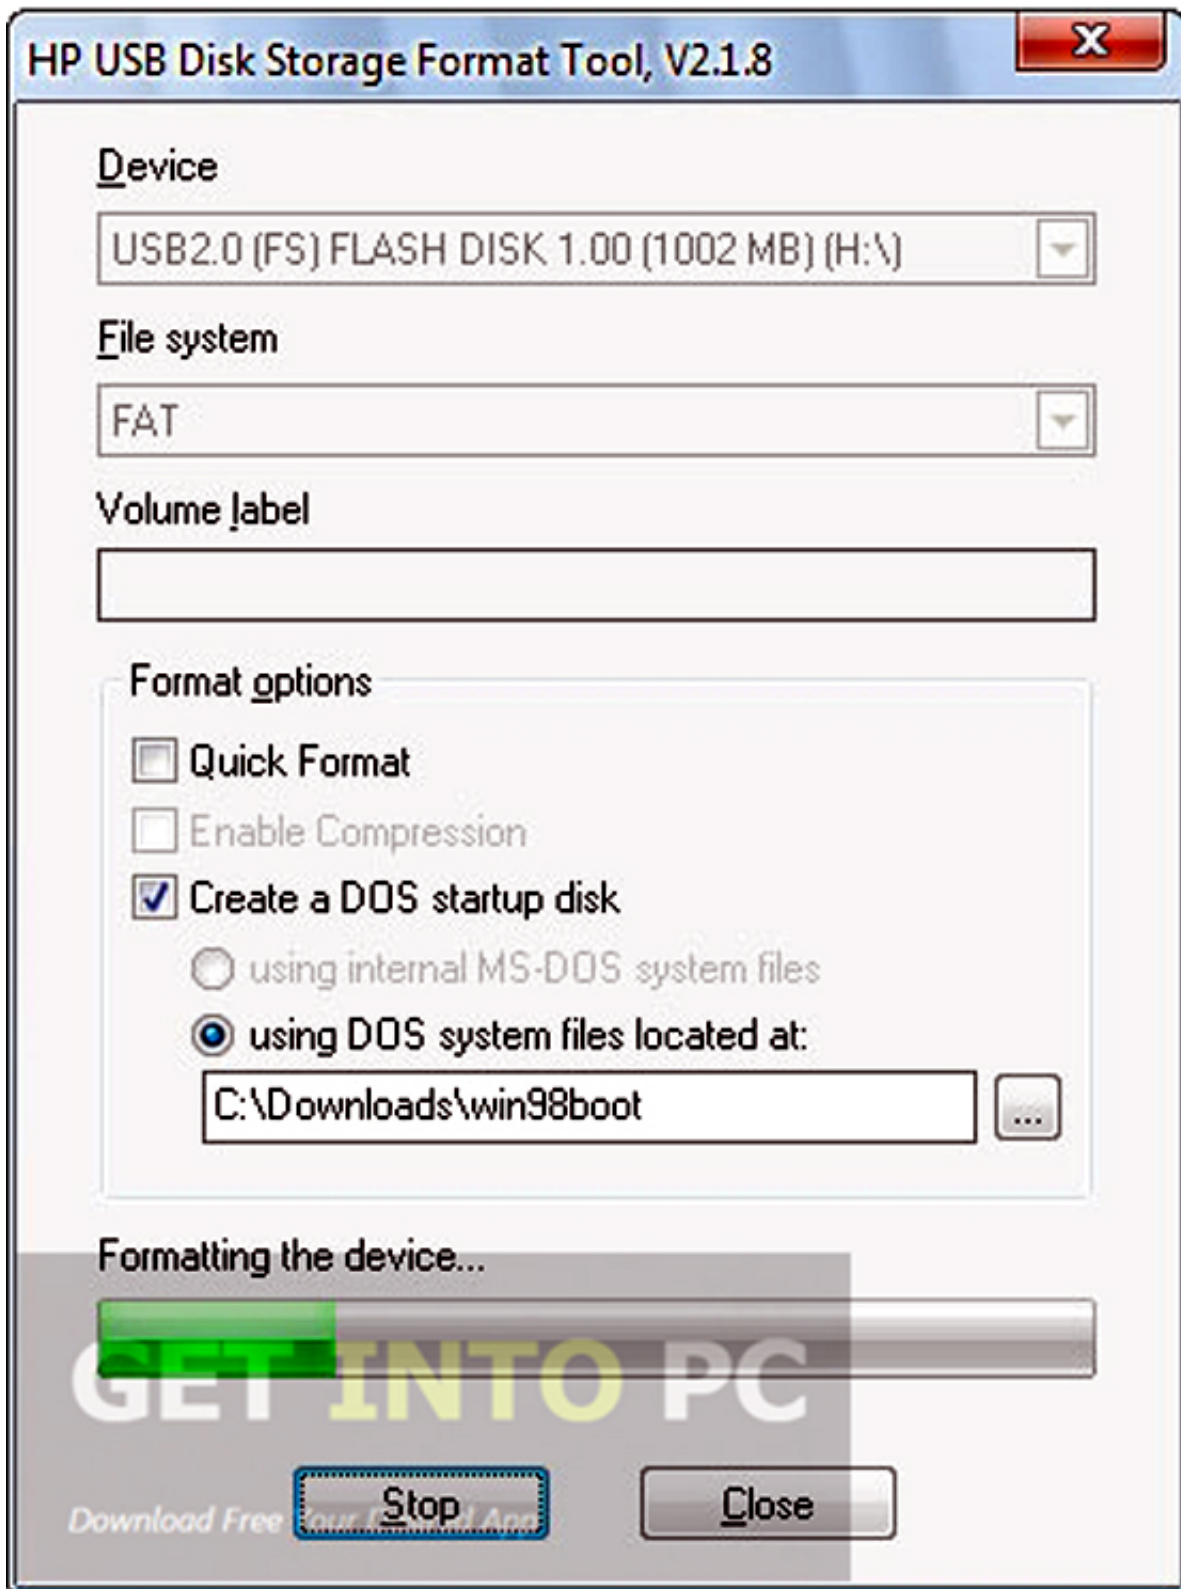 HP USB Disk Storage Format Tool, V2.1.8
Device
USB2.0 (FS) FLASH DISK 1.00 (1002 MB) (H:\)
File system
FAT
Volume label
Format options
Quick Format
Enable Compression
Create a DOS startup disk
using internal MS-DOS system files
using DOS system files located at:
C:\Downloads\win98boot
...
Formatting the device...
GET INTO PC
Stop
Close
Download Free Your Desired App